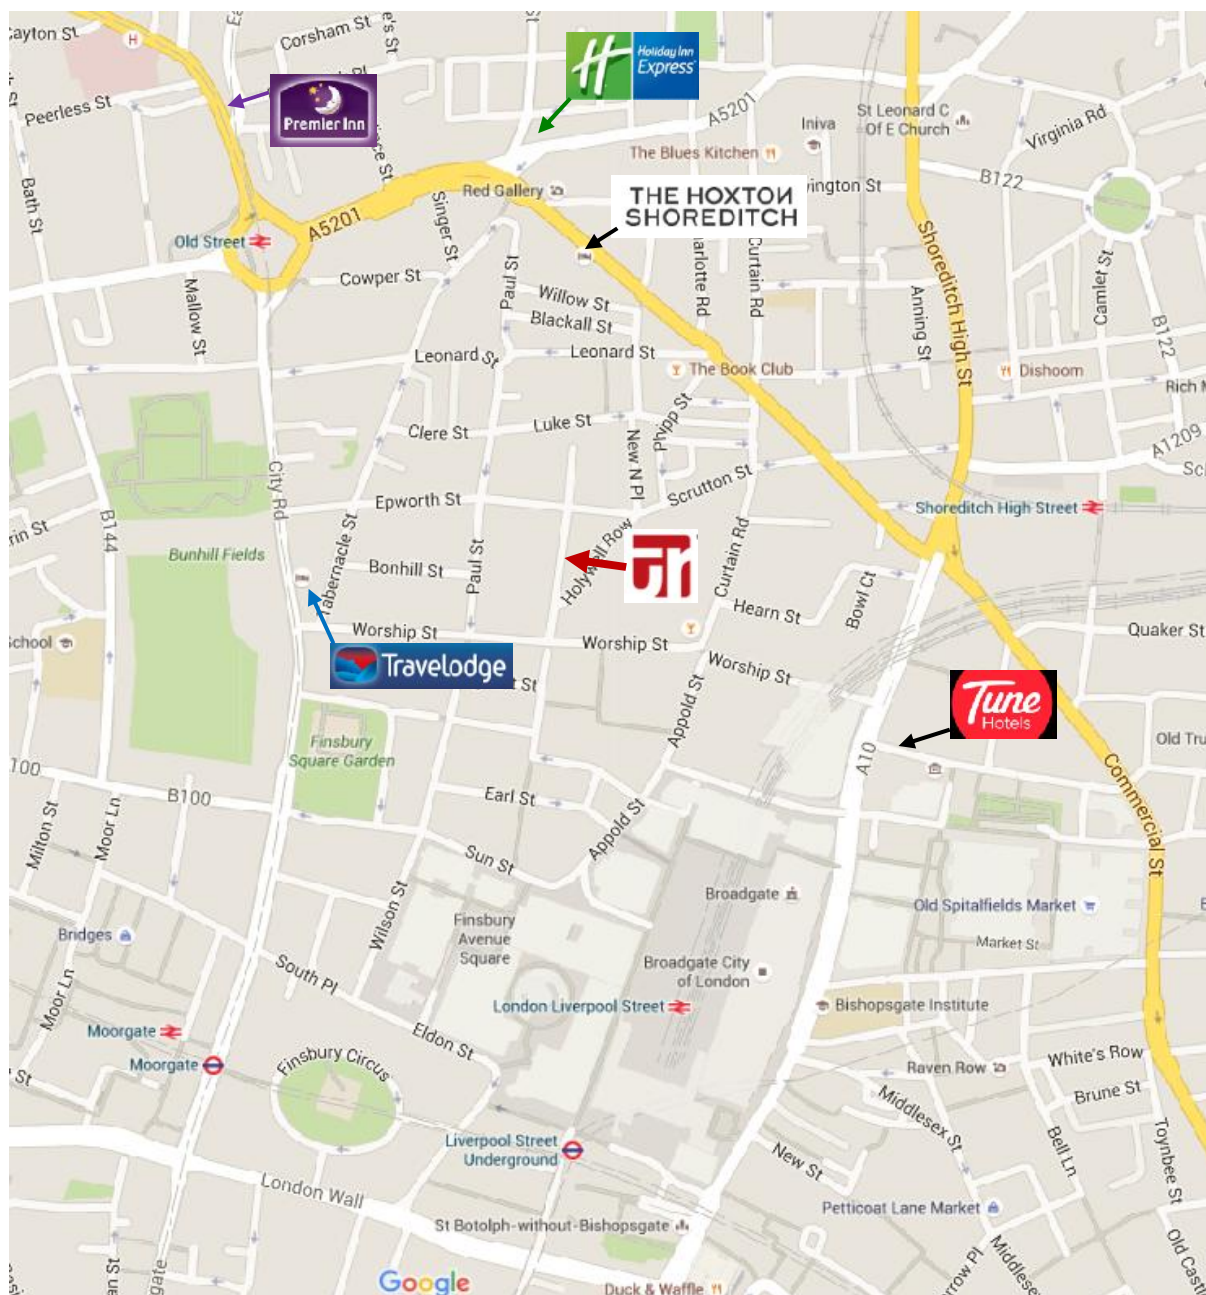 Cayton St
H
Corsham St
Holiday Inn
Express
Peerless St
Premier Inn
A5201
Iniva
St Leonard C
Of E Church
Virginia Rd
The Blues Kitchen
B122
Bath St
Red Gallery
THE HOXTON
SHOREDITCH
Singer St
A5201
Old Street
Cowper St
Paul St
Curtain Rd
Shoreditch High St
Camlet St
Mallow St
Willow St
Blackall St
Anning St
B122
Leonard St
Leonard St
The Book Club
Dishoom
Clere St
Luke St
Phipp St
New N Pl
A1209
City Rd
Scrutton St
Epworth St
Shoreditch High Street
B144
Bunhill Fields
Tabernacle St
Bonhill St
Paul St
Holywell Row
Curtain Rd
Hearn St
Bowl Ct
School
Worship St
Worship St
Quaker St
Travelodge
Worship St
Tune
Hotels
Appold St
Finsbury
Square Garden
A10
Commercial St
B100
Earl St
Milton St
Moor Ln
Appold St
Sun St
Broadgate
Old Spitalfields Market
Wilson St
Finsbury
Avenue
Square
Bridges
Market St
South Pl
Broadgate City
of London
Moor Ln
London Liverpool Street
Bishopsgate Institute
Moorgate
Eldon St
Moorgate
Finsbury Circus
White's Row
Raven Row
Brune St
Middlesex St
Liverpool Street
Underground
Bell Ln
Toynbee St
New St
London Wall
Petticoat Lane Market
St Botolph-without-Bishopsgate
Google
Duck & Waffle